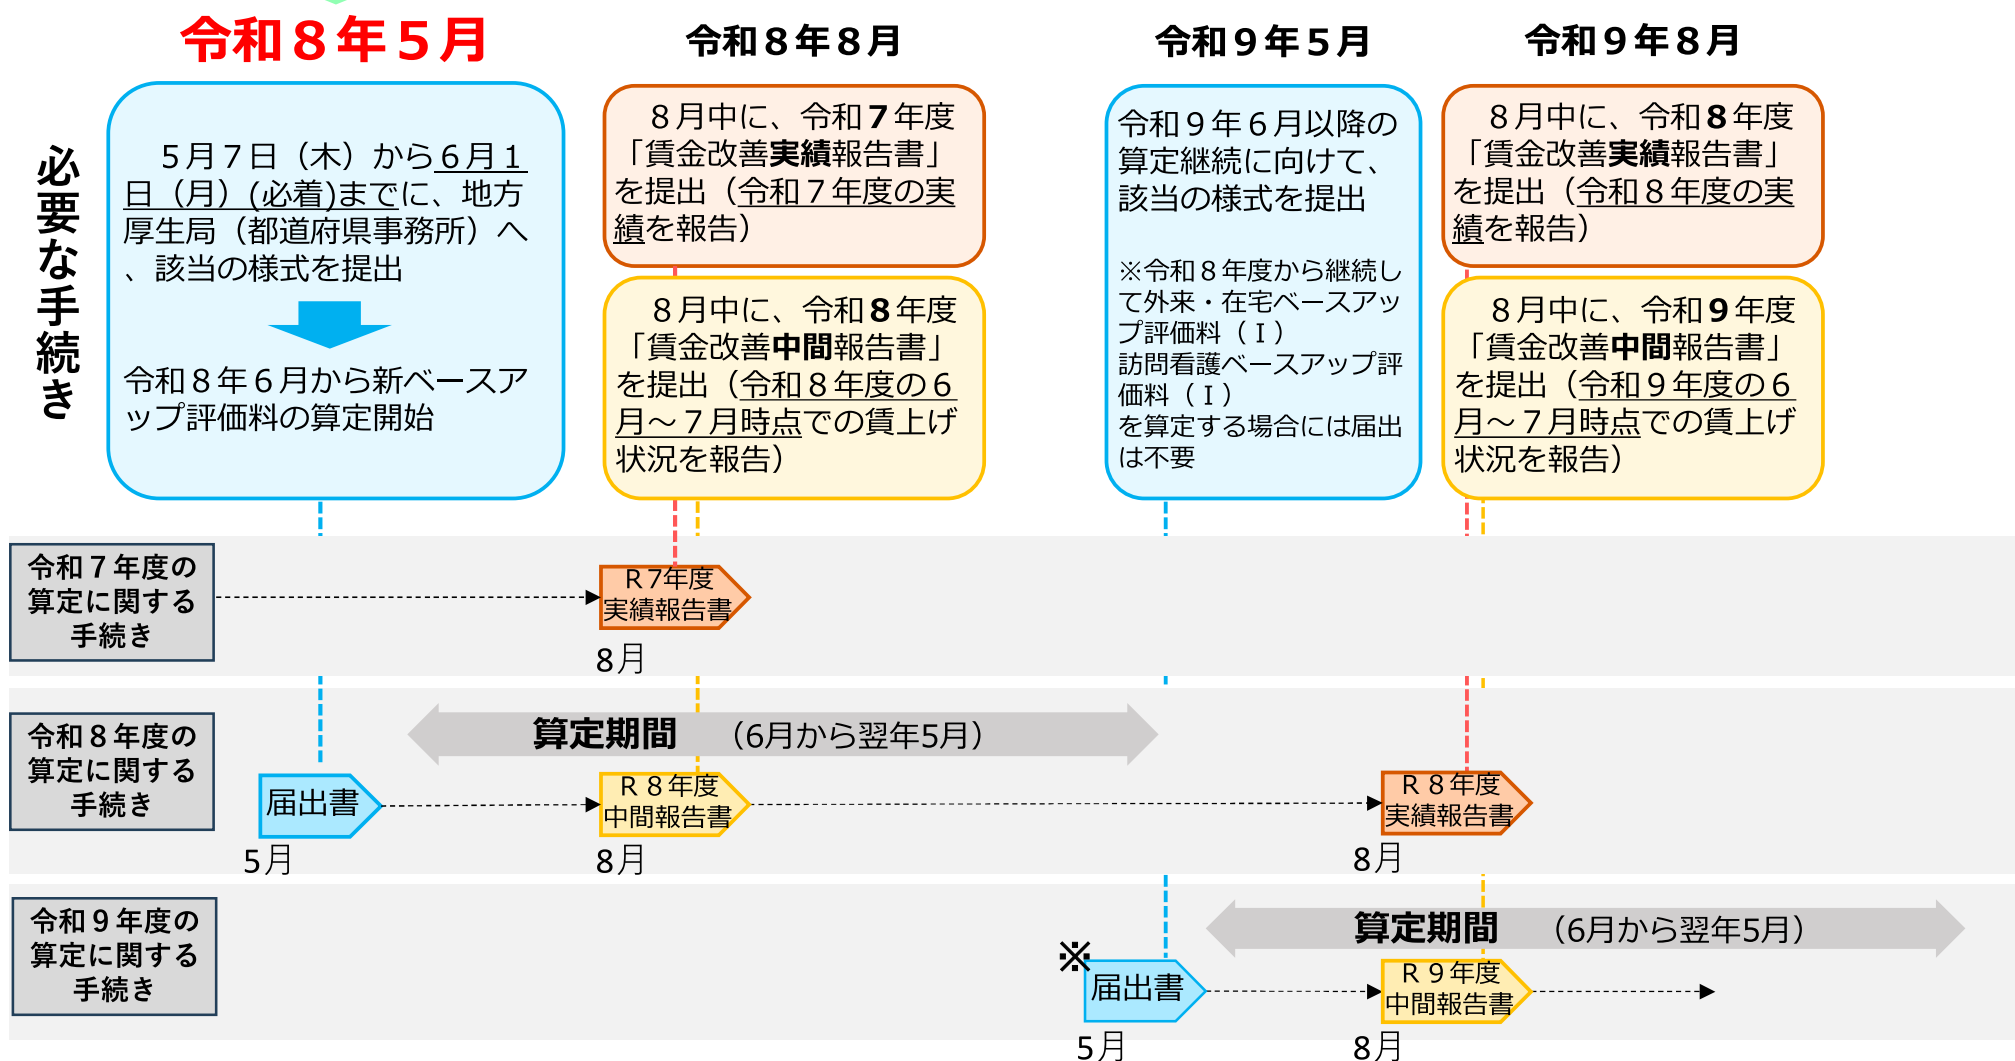 令和８年５月
令和８年８月
令和９年５月
令和９年８月
必要な手続き
５月７日（木）から６月１
日（月）(必着)までに、地方
厚生局（都道府県事務所）へ
、該当の様式を提出
令和８年６月から新ベースア
ップ評価料の算定開始
８月中に、令和７年度
「賃金改善実績報告書」
を提出（令和７年度の実
績を報告）
８月中に、令和８年度
「賃金改善中間報告書」
を提出（令和８年度の６
月～７月時点での賃上げ
状況を報告）
令和９年６月以降の
算定継続に向けて、
該当の様式を提出
※令和８年度から継続し
て外来・在宅ベースアッ
プ評価料（Ⅰ）
訪問看護ベースアップ評
価料（Ⅰ）
を算定する場合には届出
は不要
８月中に、令和８年度
「賃金改善実績報告書」
を提出（令和８年度の実
績を報告）
８月中に、令和９年度
「賃金改善中間報告書」
を提出（令和９年度の６
月～７月時点での賃上げ
状況を報告）
令和７年度の
算定に関する
手続き
Ｒ7年度
実績報告書
8月
令和８年度の
算定に関する
手続き
算定期間　（6月から翌年5月）
届出書
5月
Ｒ８年度
中間報告書
8月
Ｒ８年度
実績報告書
8月
令和９年度の
算定に関する
手続き
算定期間　（6月から翌年5月）
※
届出書
5月
Ｒ９年度
中間報告書
8月